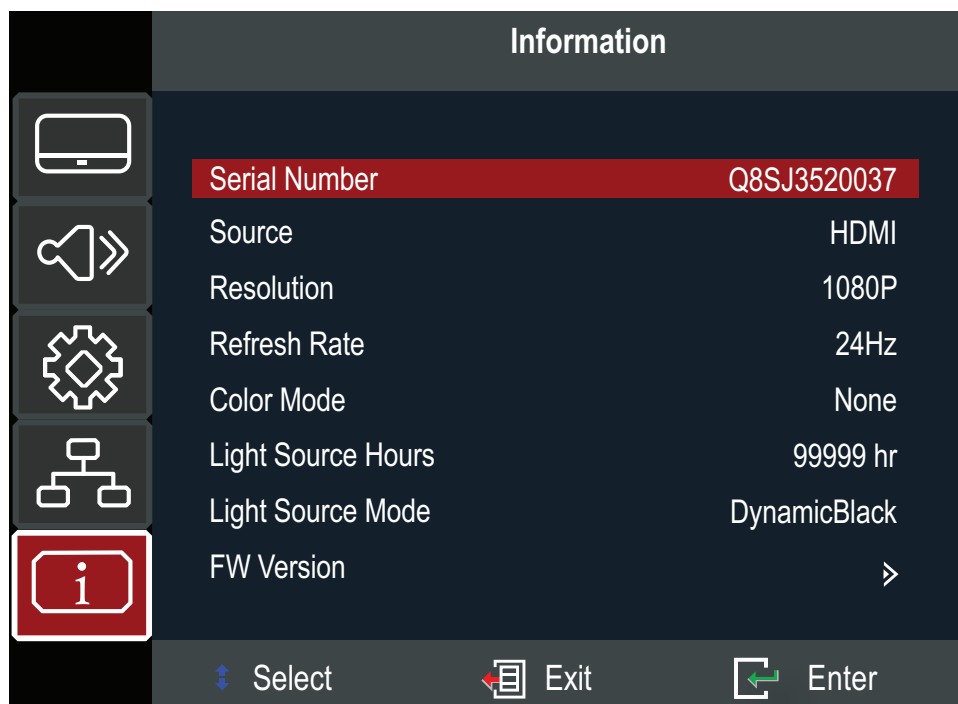 Information
Serial Number Q8SJ3520037
Source HDMI
Resolution 1080P
Refresh Rate 24Hz
Color Mode None
Light Source Hours 99999 hr
Light Source Mode DynamicBlack
FW Version
i
Select Exit Enter